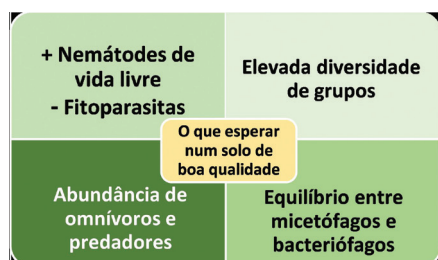 + Nemátodes de
vida livre
- Fitoparasitas
Elevada diversidade
de grupos
O que esperar
num solo de
boa qualidade
Abundância de
omnívoros e
predadores
Equilíbrio entre
micetófagos e
bacteriófagos